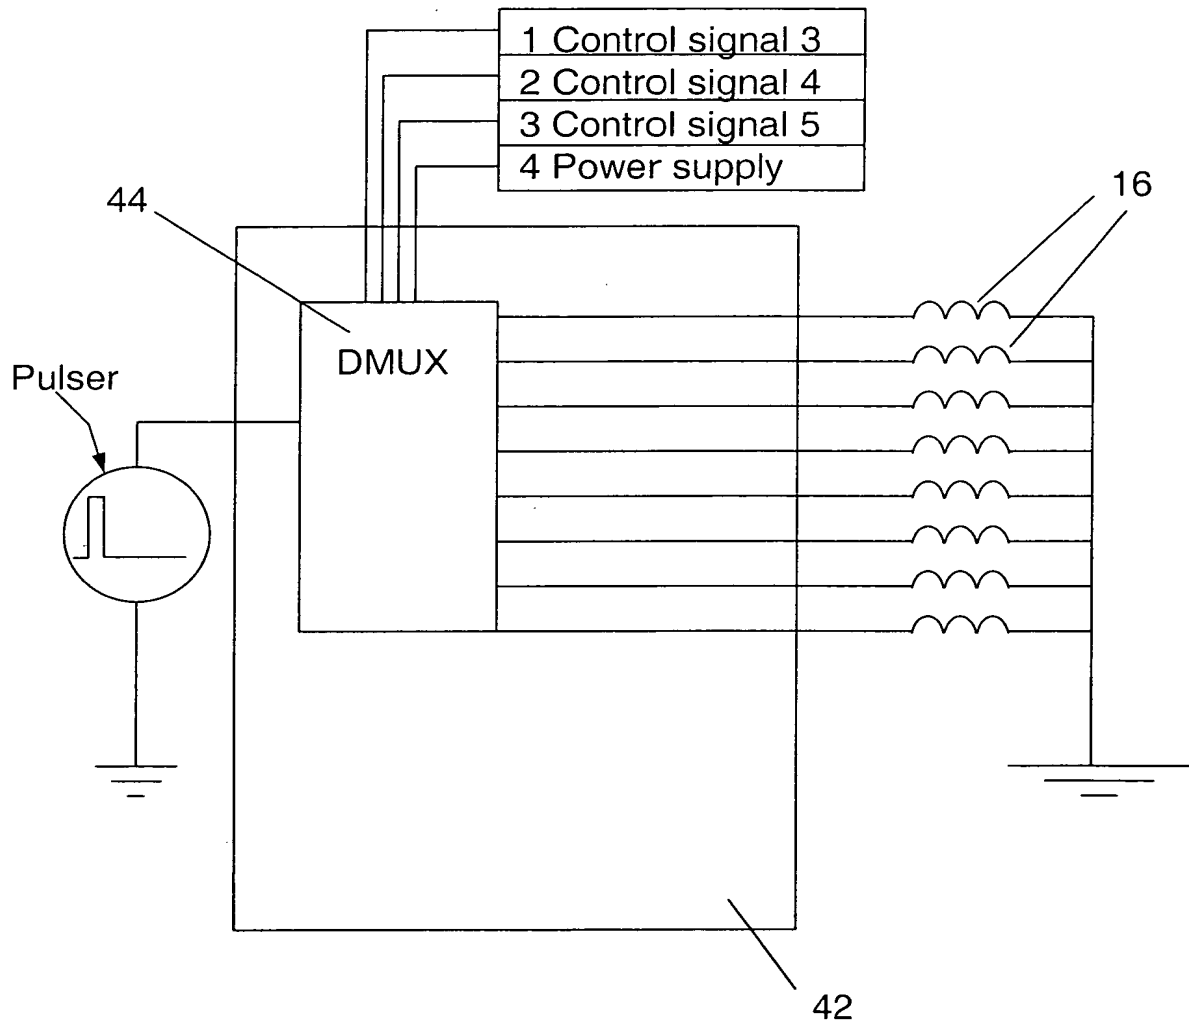 1 Control signal 3
2 Control signal 4
3 Control signal 5
4 Power supply
44
16
DMUX
Pulser
42